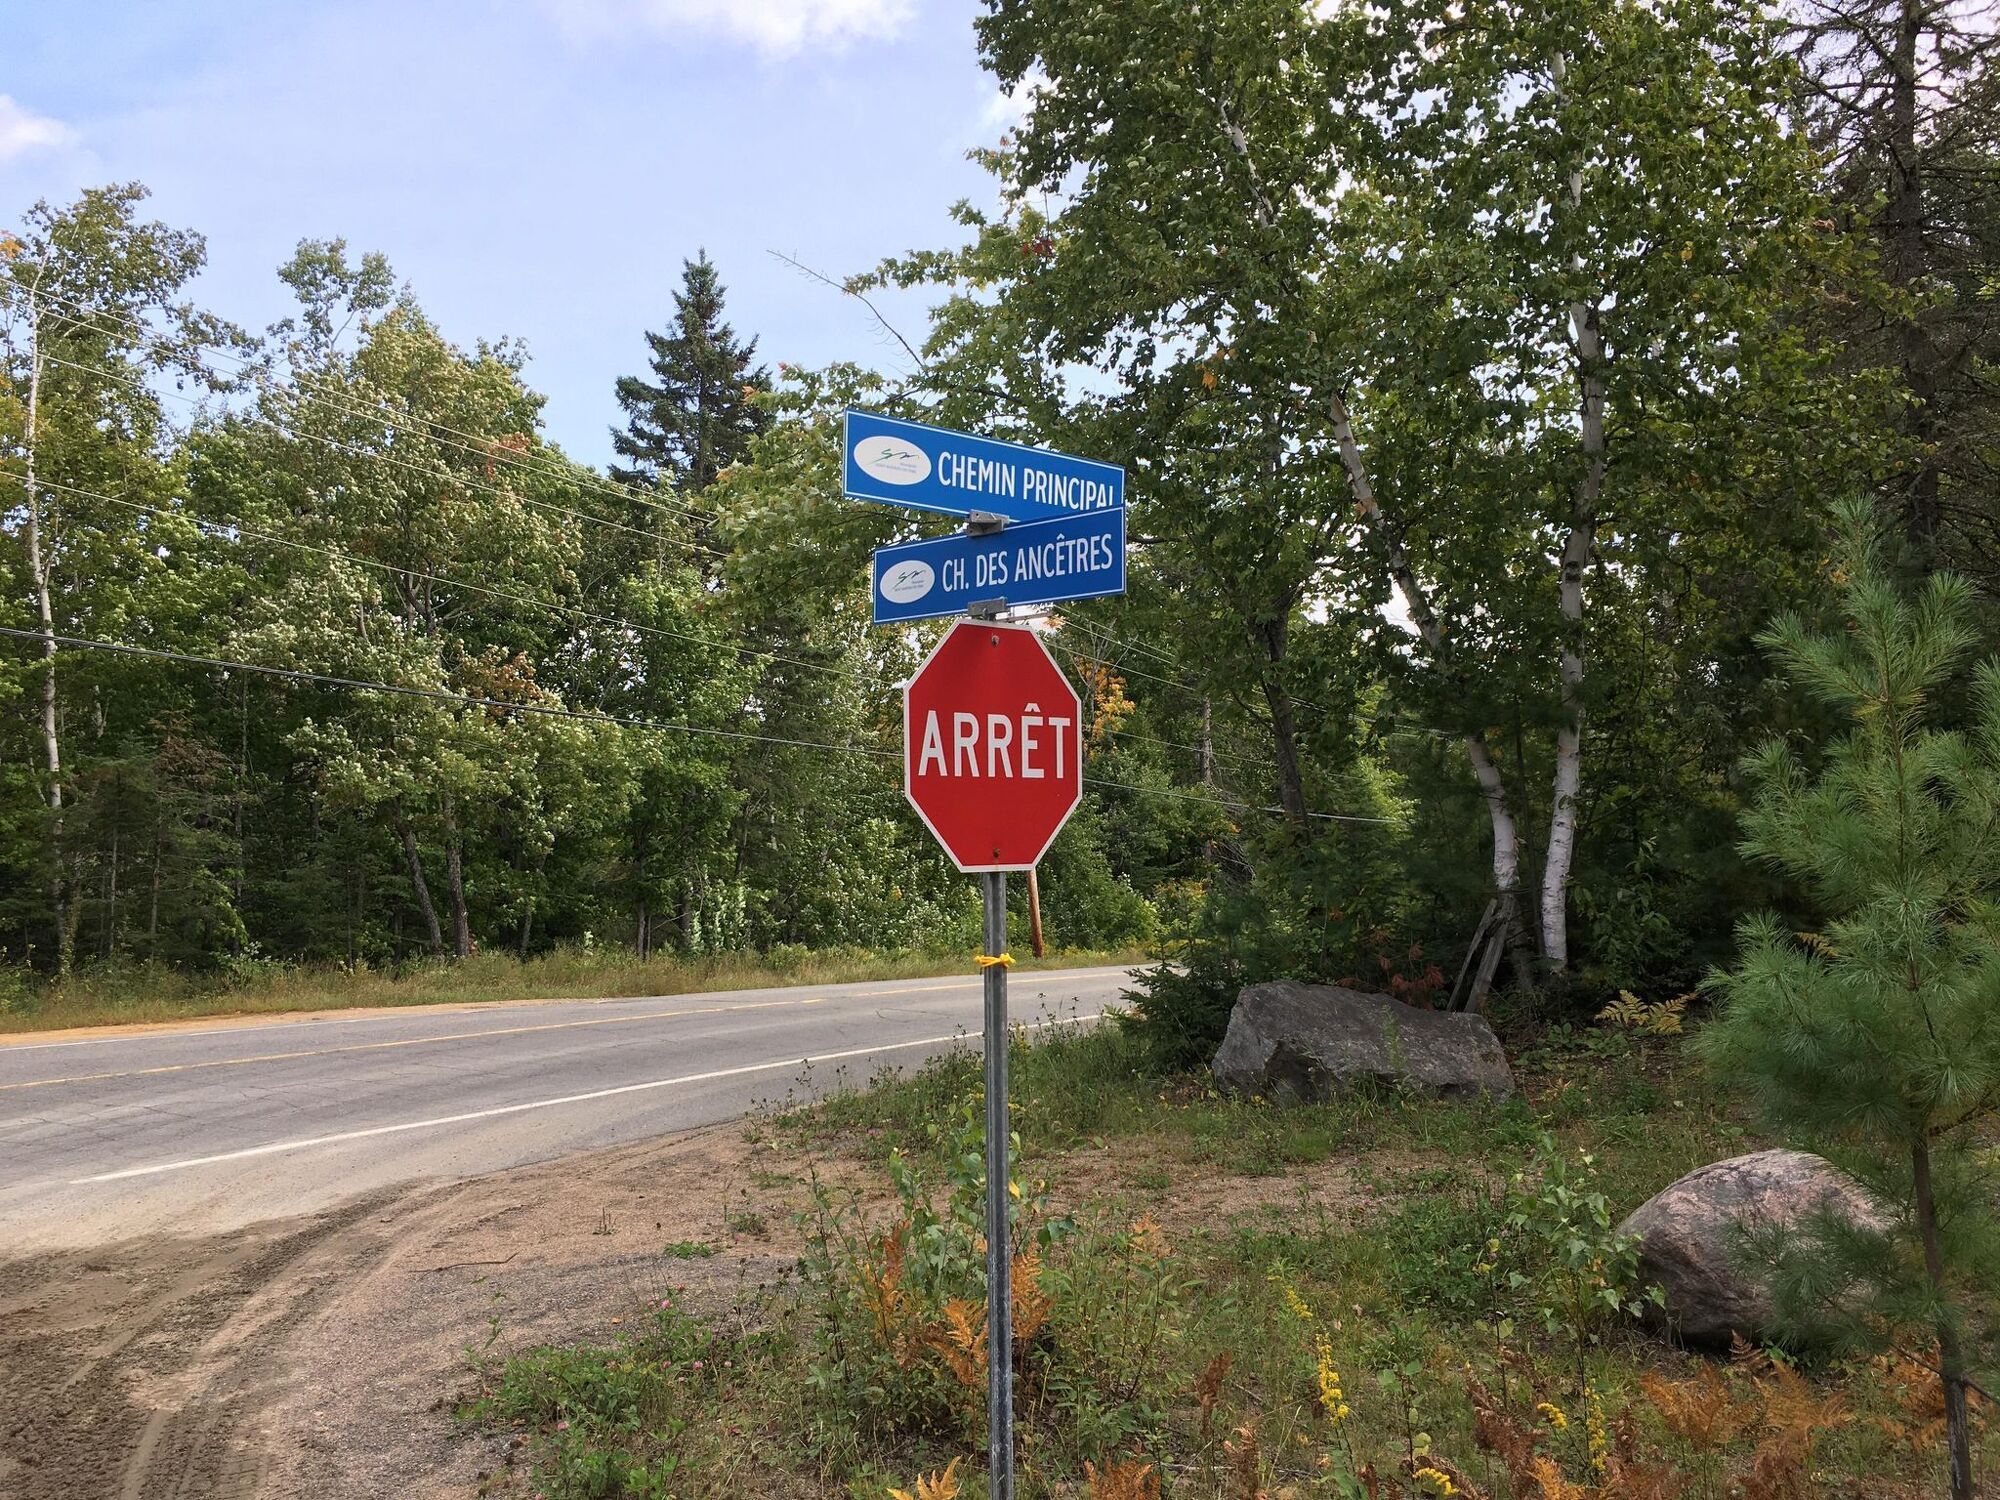 CHEMIN PRINCIPAL
CH. DES ANCÊTRES
ARRÊT